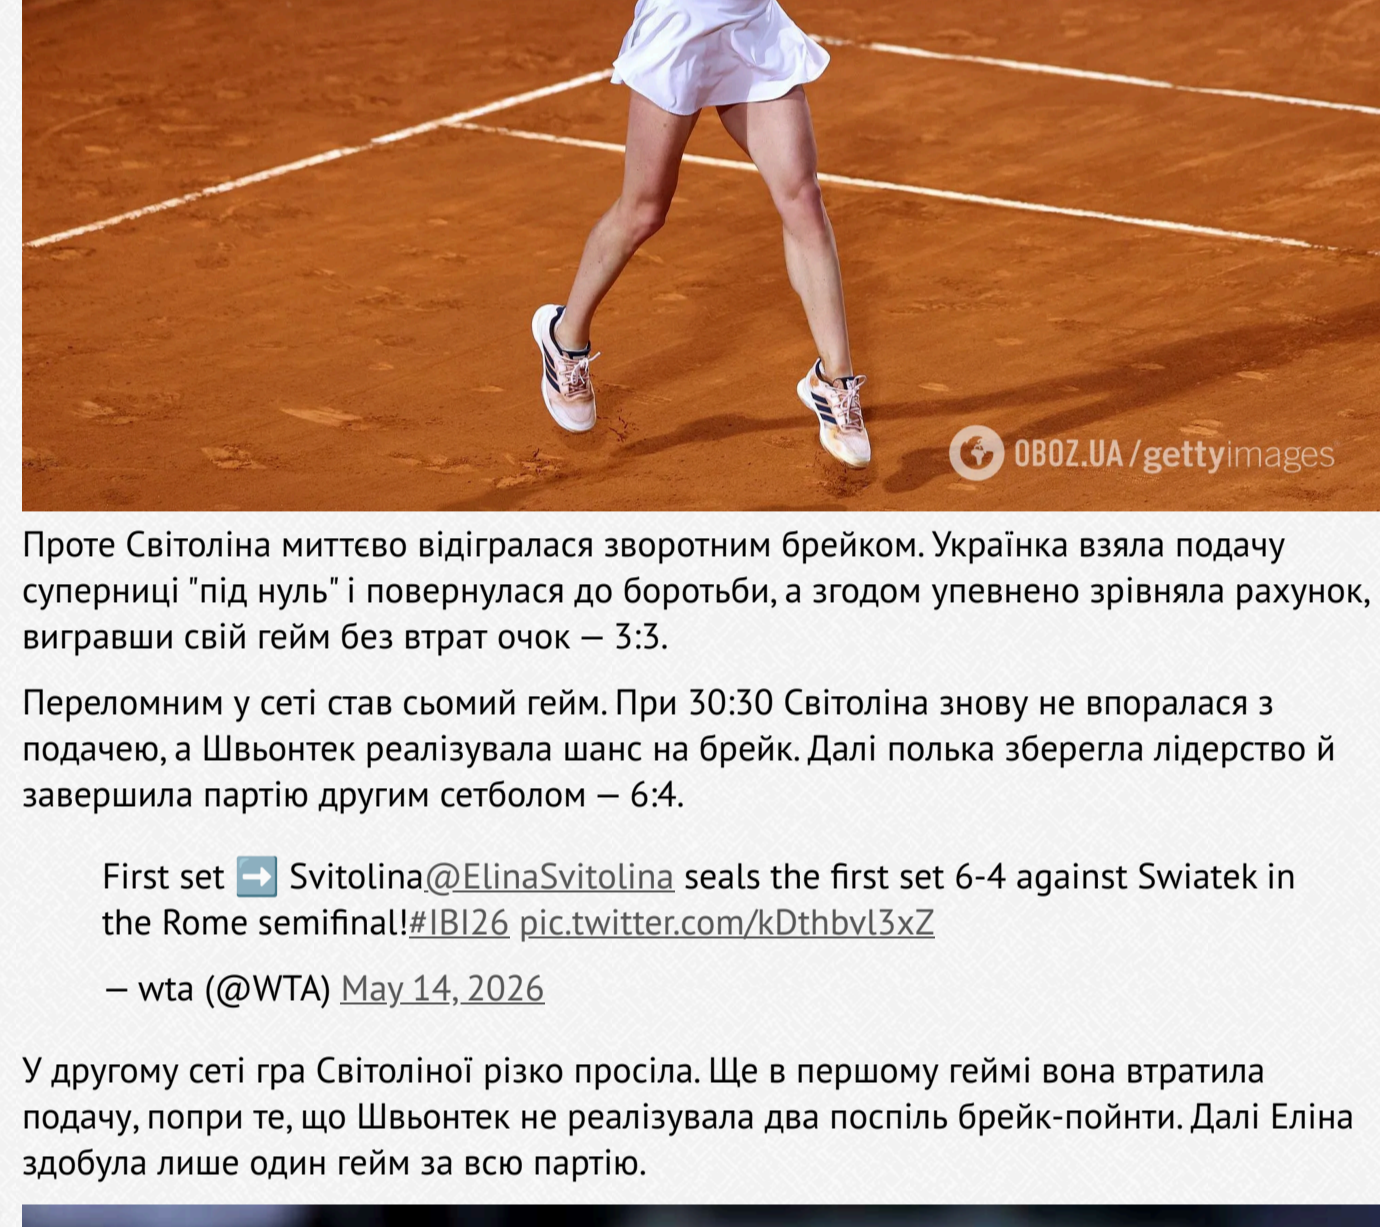 OBOZ.UA/gettyimages
Проте Світоліна миттєво відігралася зворотним брейком. Українка взяла подачу
суперниці "під нуль" і повернулася до боротьби, а згодом упевнено зрівняла рахунок,
вигравши свій гейм без втрат очок — 3:3.
Переломним у сеті став сьомий гейм. При 30:30 Світоліна знову не впоралася з
подачею, а Швьонтек реалізувала шанс на брейк. Далі полька зберегла лідерство й
завершила партію другим сетболом — 6:4.
First set ➡️ Svitolina@ElinaSvitolina seals the first set 6-4 against Swiatek in
the Rome semifinal!#IBI26 pic.twitter.com/kDthbvl3xZ
— wta (@WTA) May 14, 2026
У другому сеті гра Світоліної різко просіла. Ще в першому геймі вона втратила
подачу, попри те, що Швьонтек не реалізувала два поспіль брейк-пойнти. Далі Еліна
здобула лише один гейм за всю партію.